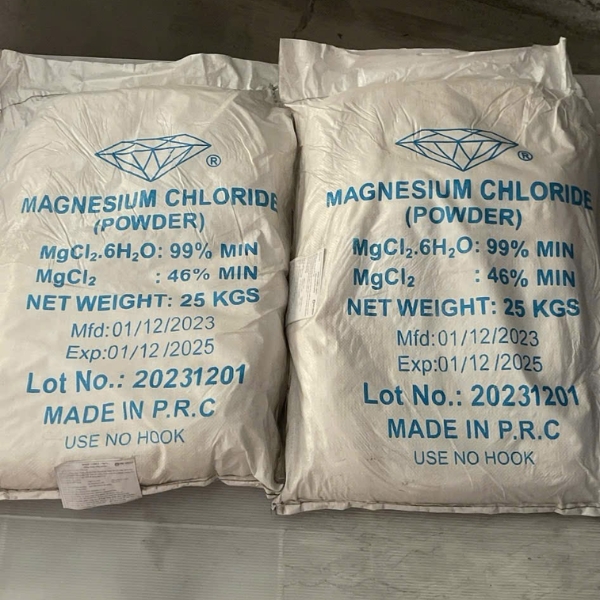 ®
MAGNESIUM CHLORIDE
(POWDER)
MgCl₂.6H₂O: 99% MIN
MgCl₂ : 46% MIN
NET WEIGHT: 25 KGS
Mfd:01/12/2023
Exp:01/12/2025
Lot No.: 20231201
MADE IN P.R.C
USE NO HOOK
®
MAGNESIUM CHLORIDE
(POWDER)
MgCl₂.6H₂O: 99% MIN
MgCl₂ : 46% MIN
NET WEIGHT: 25 KGS
Mfd:01/12/2023
Exp:01/12/2025
Lot No.: 20231201
MADE IN P.R.C
USE NO HOOK